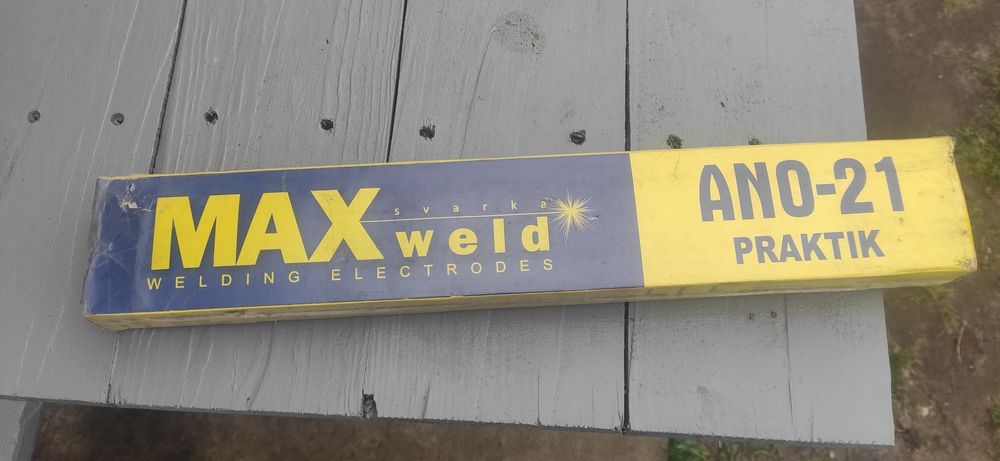 MAX
svarka
weld
WELDING ELECTRODES
ANO-21
PRAKTIK